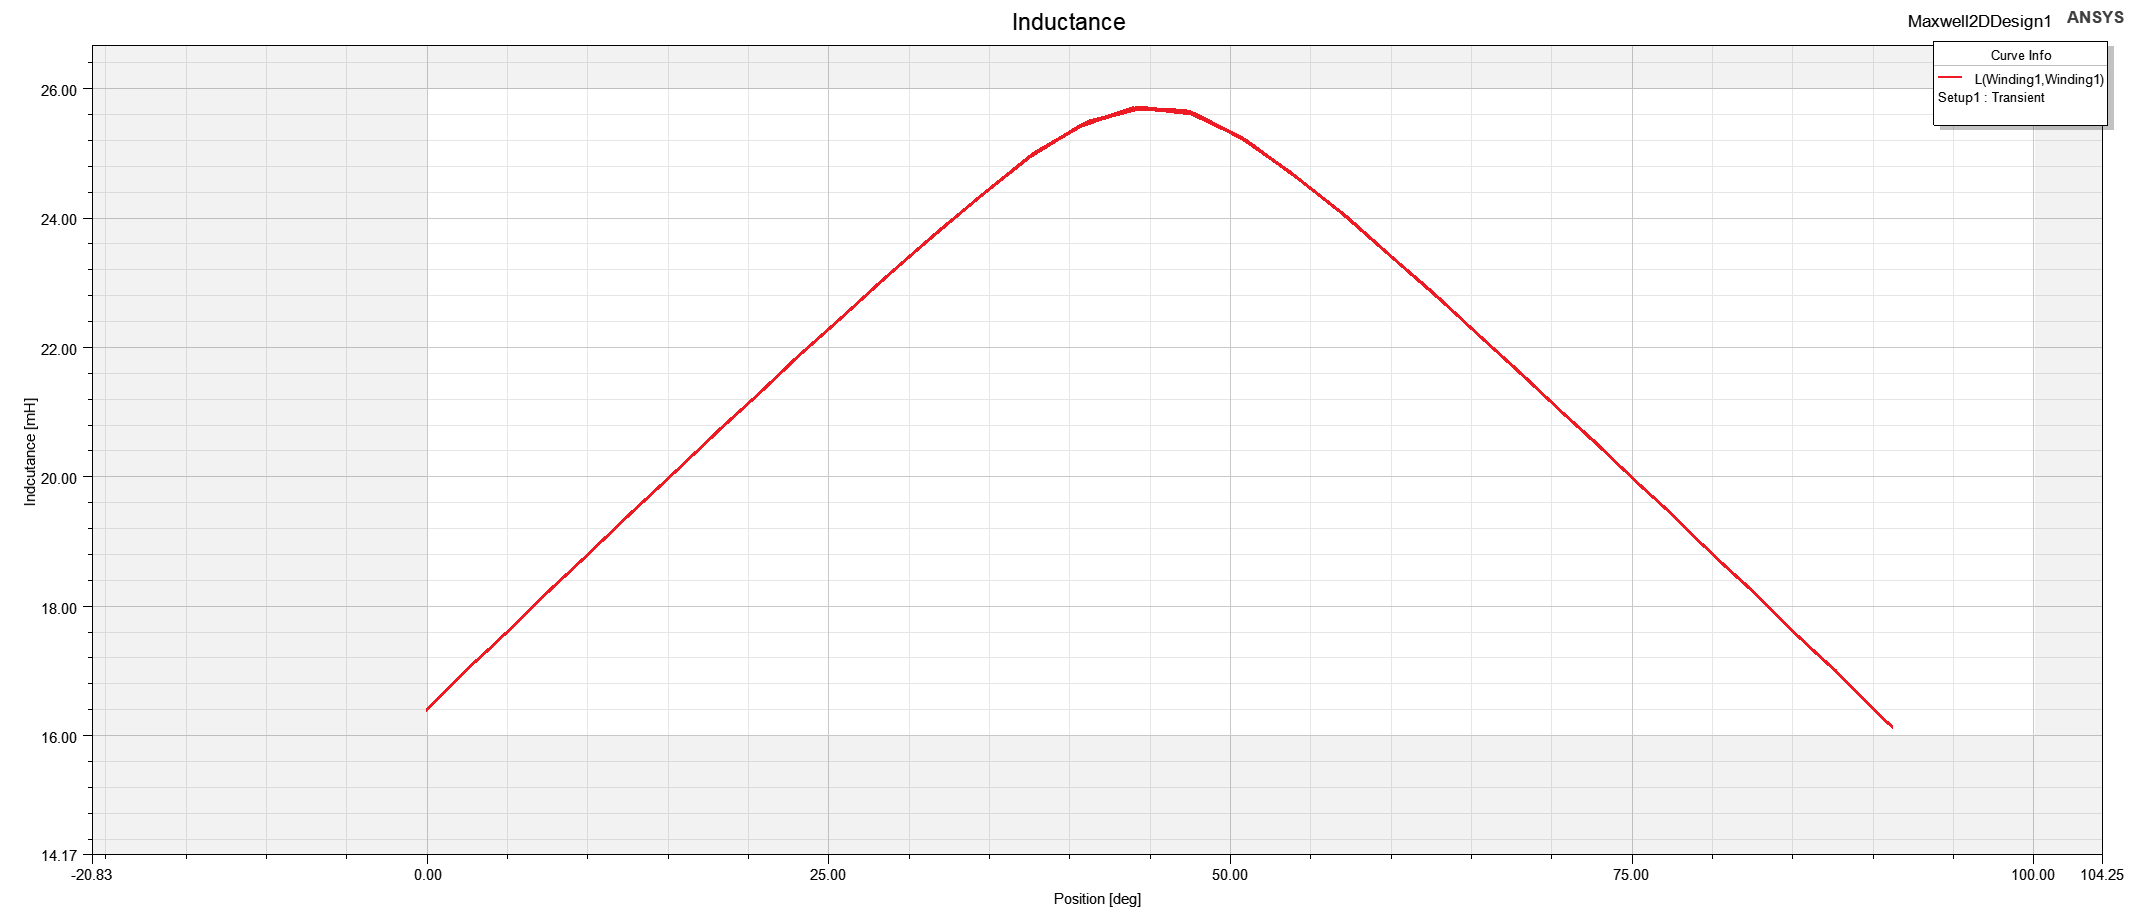 Inductance
Maxwell2DDesign1
ANSYS
Curve Info
L(Winding1,Winding1)
Setup1 : Transient
26.00
24.00
22.00
20.00
18.00
16.00
14.17
Indcutance [mH]
-20.83
0.00
25.00
50.00
75.00
100.00
104.25
Position [deg]